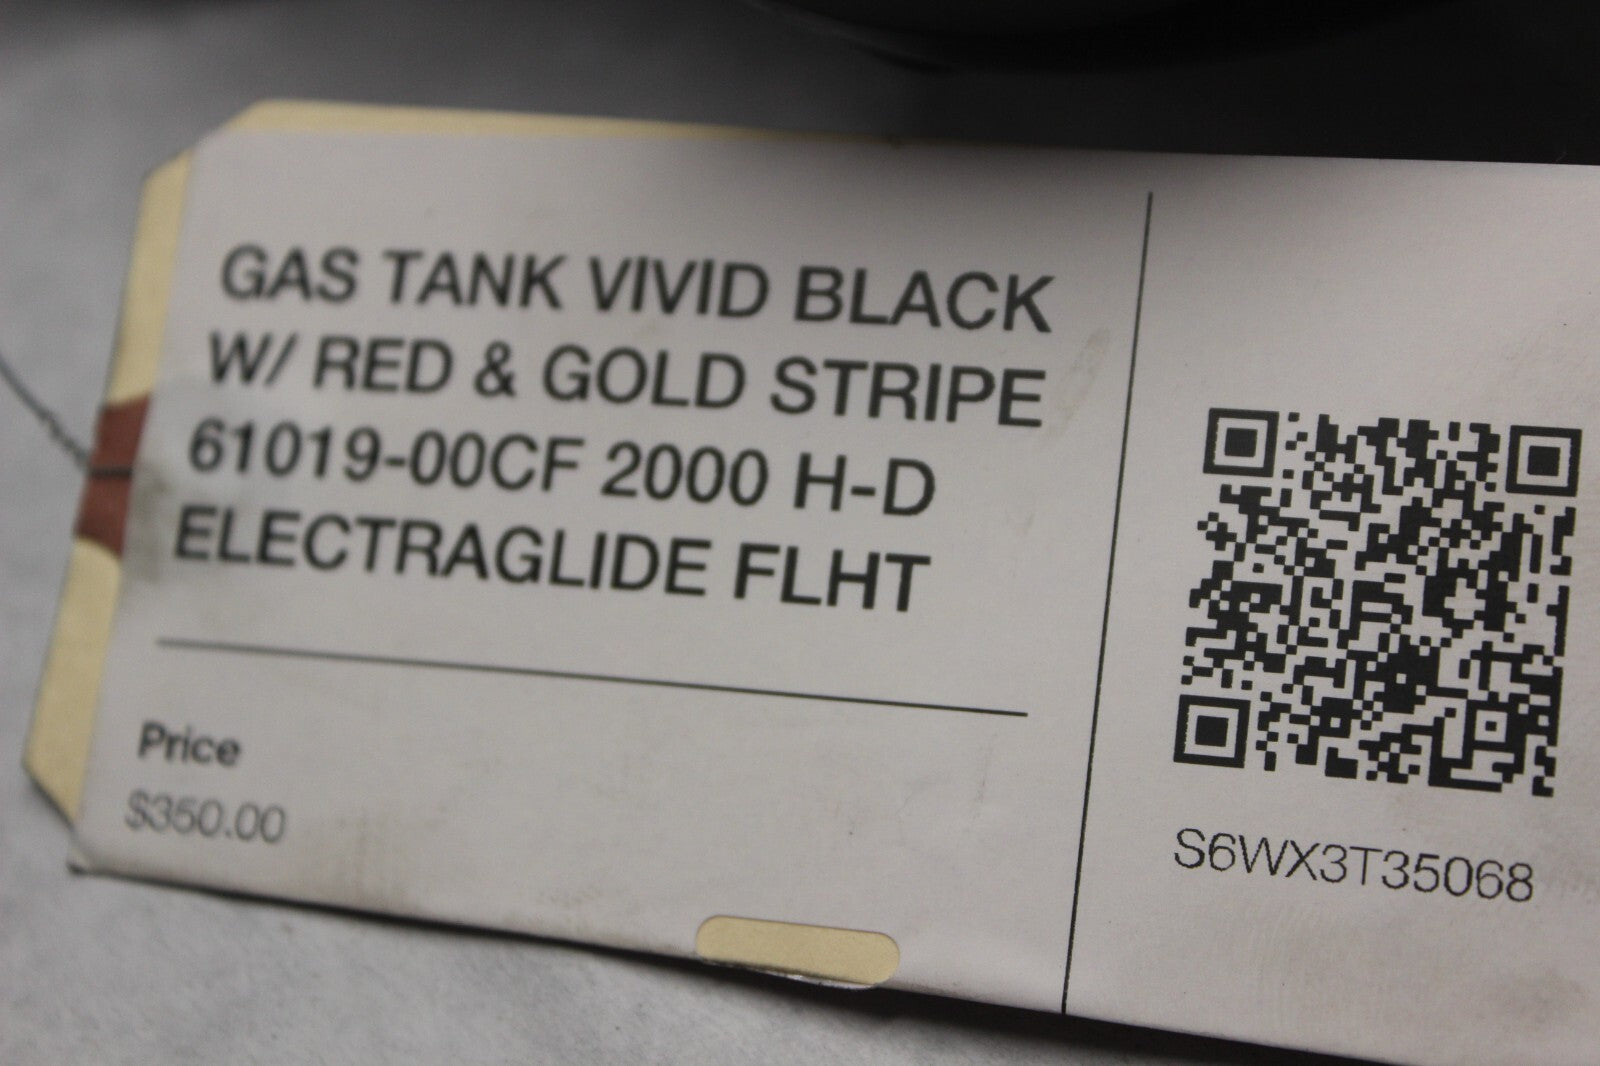 GAS TANK VIVID BLACK
W/ RED & GOLD STRIPE
61019-00CF 2000 H-D
ELECTRAGLIDE FLHT
Price
$350.00
S6WX3T35068